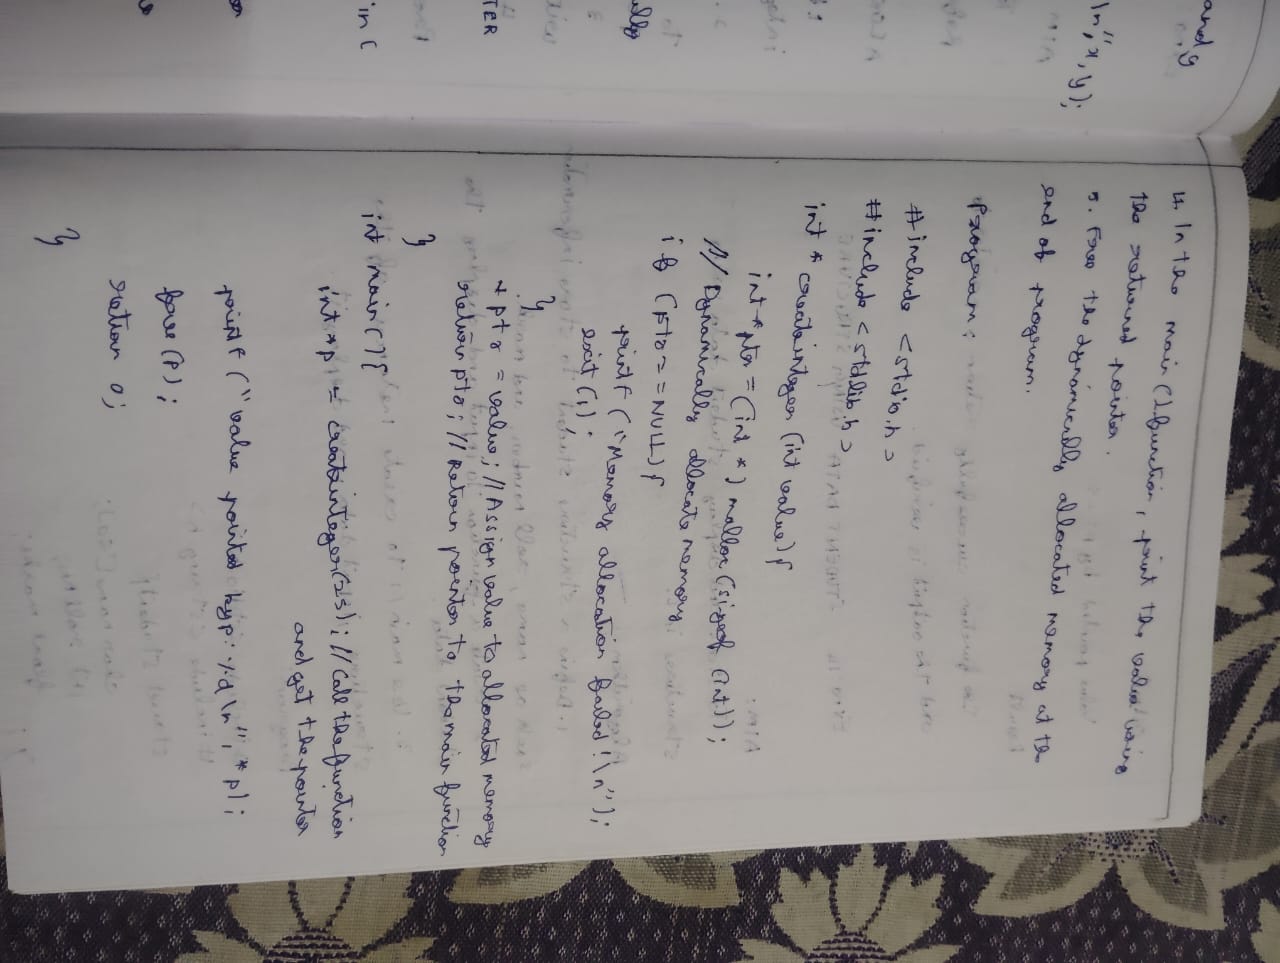 and y
\n", x, y);
TER
in (
4. In the main () function, print the value using
the returned pointer.
5. Free the dynamically allocated memory at the
end of program.
Program:
#include <stdio.h>
#include <stdlib.h>
int * createinteger (int value) {
int *ptr = (int *) malloc (sizeof (int));
// Dynamically allocate memory
if (ptr == NULL) {
printf ("Memory allocation failed!\n");
exit (1);
}
*ptr = value; // Assign value to allocated memory
return ptr; // Return pointer to the main function
}
int main() {
int *p = createinteger(25); // Call the function
and get the pointer
printf ("value pointed by p: %d \n", *p);
free (p);
return 0;
}